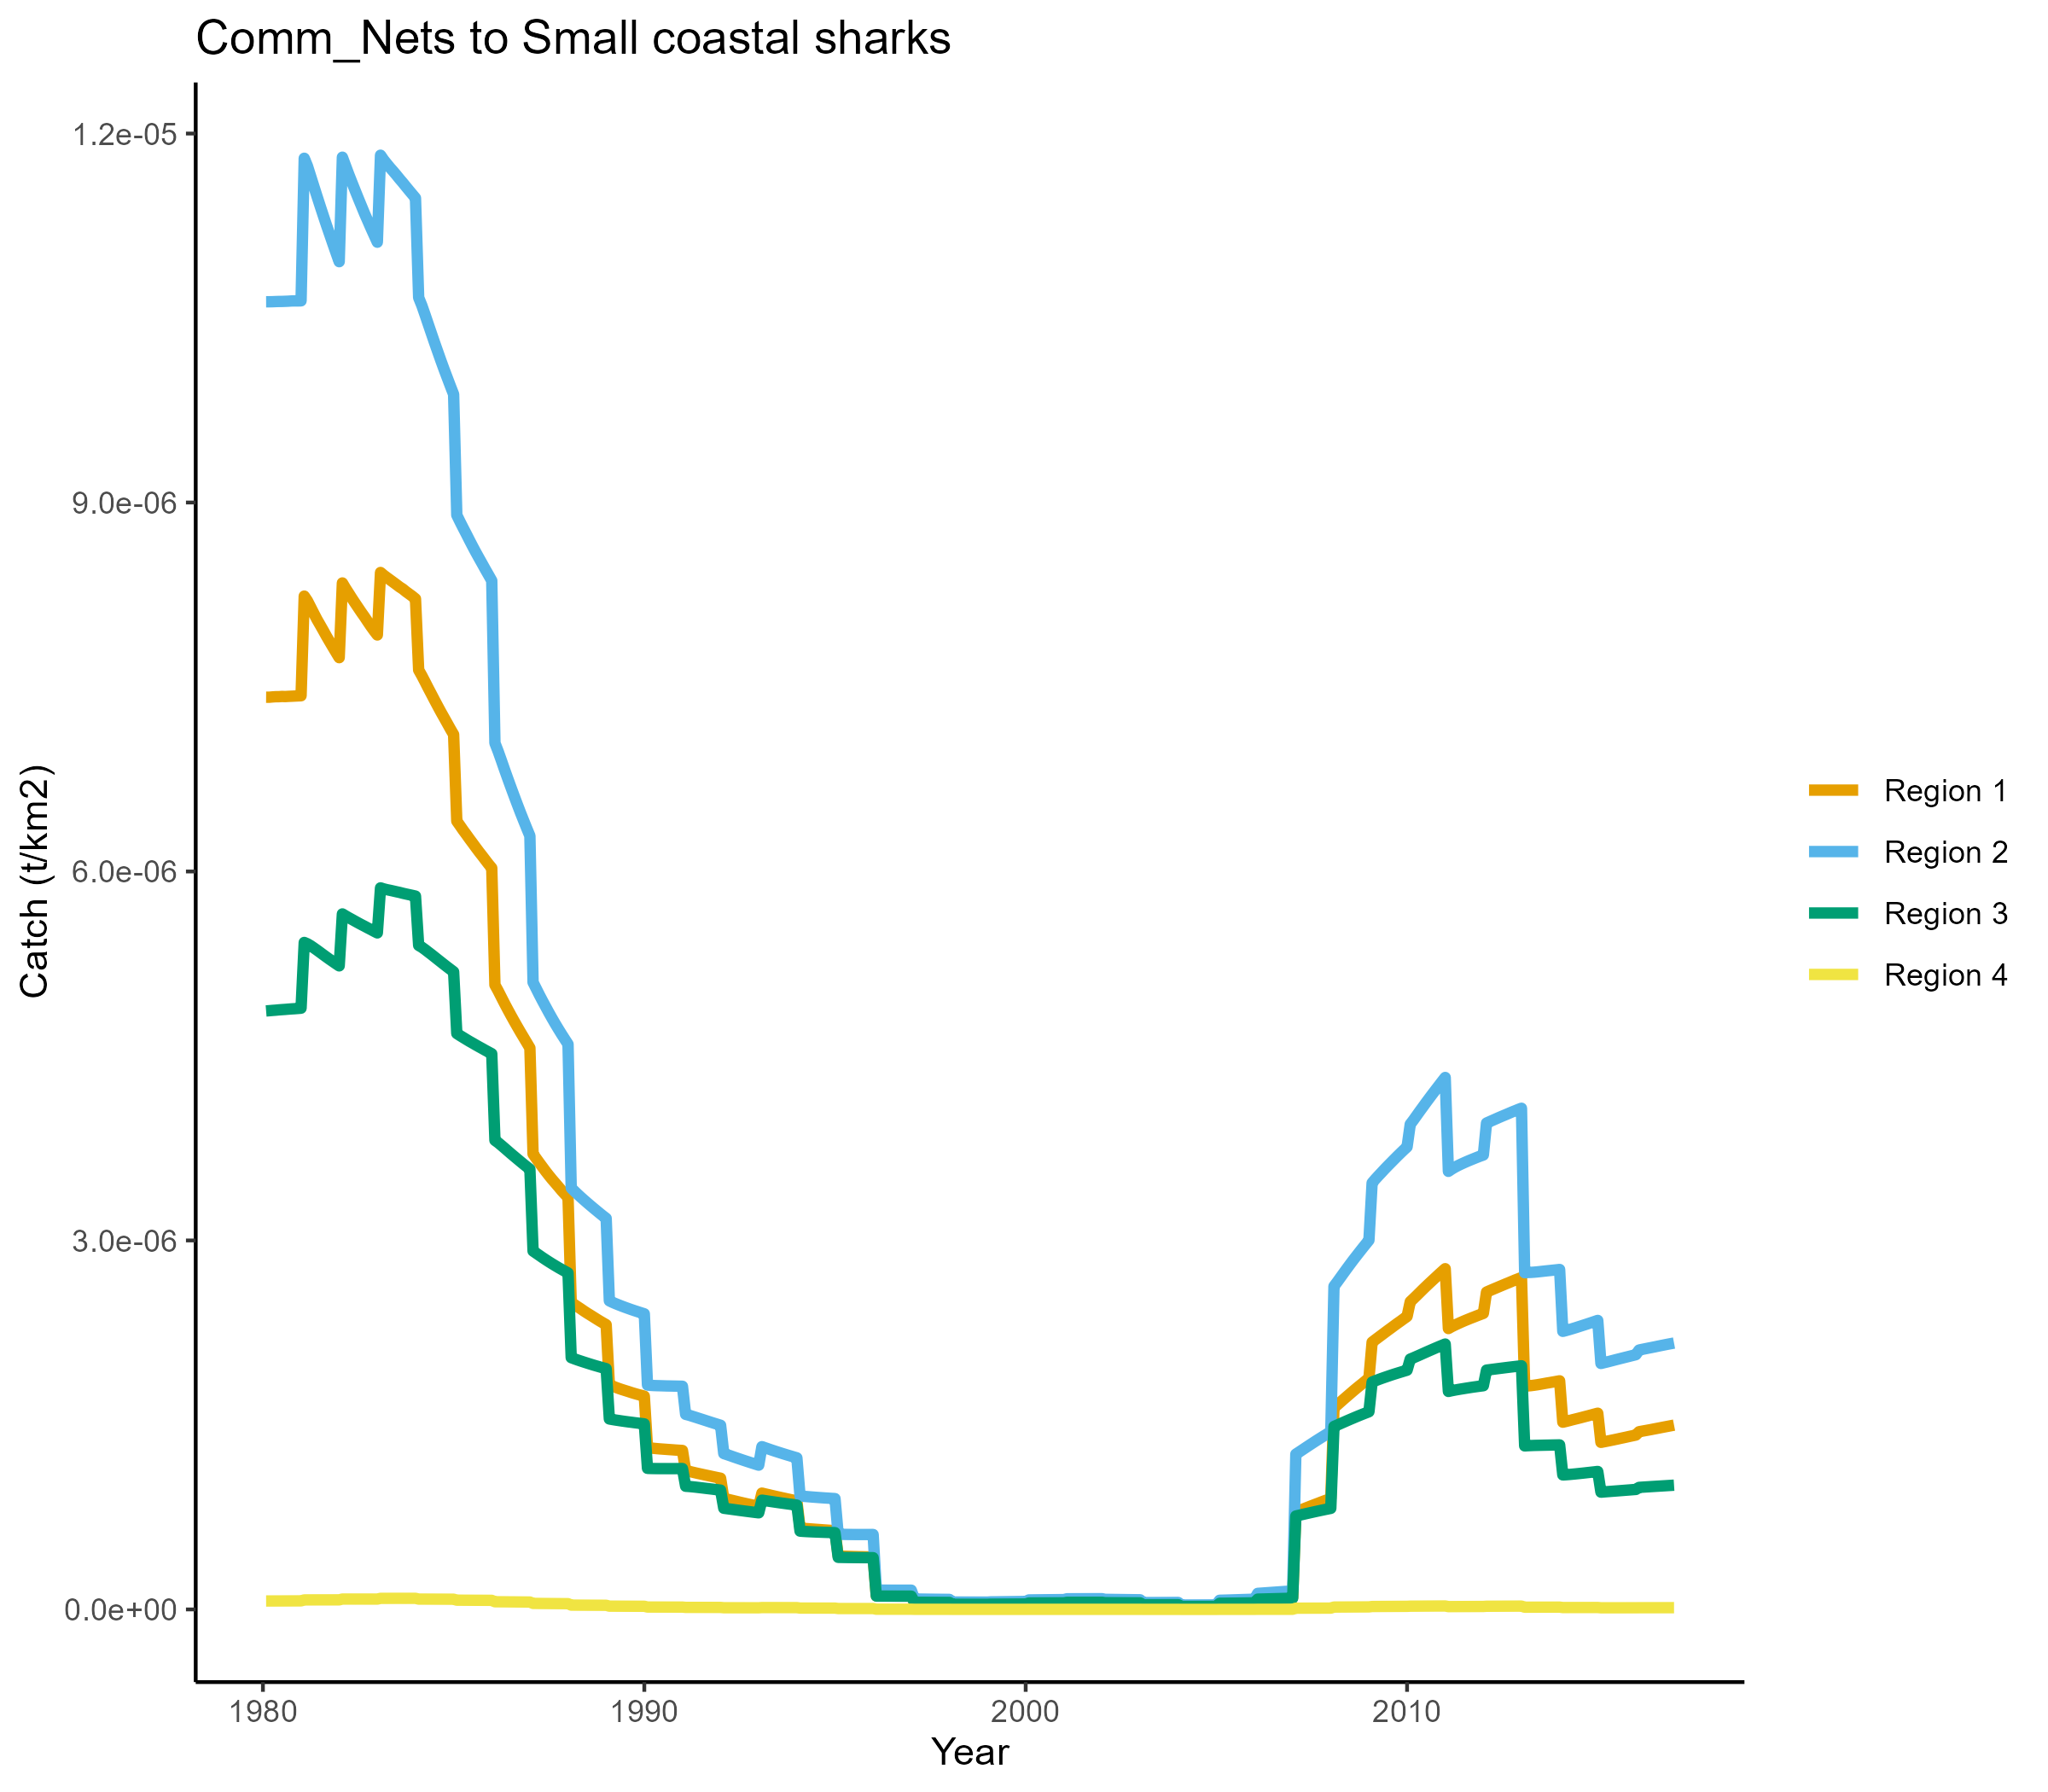 Comm_Nets to Small coastal sharks
1.2e-05
9.0e-06
6.0e-06
3.0e-06
0.0e+00
Catch (t/km2)
1980
1990
2000
2010
Year
Region 1
Region 2
Region 3
Region 4